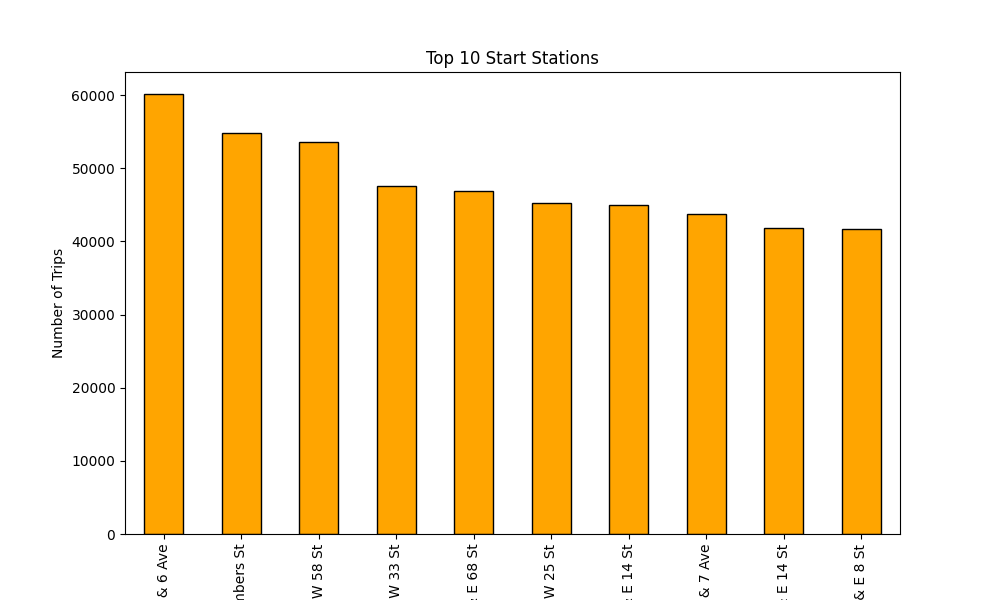 Top 10 Start Stations
Number of Trips
60000
50000
40000
30000
20000
10000
0
& 6 Ave
mbers St
W 58 St
W 33 St
E 68 St
W 25 St
E 14 St
& 7 Ave
E 14 St
& E 8 St